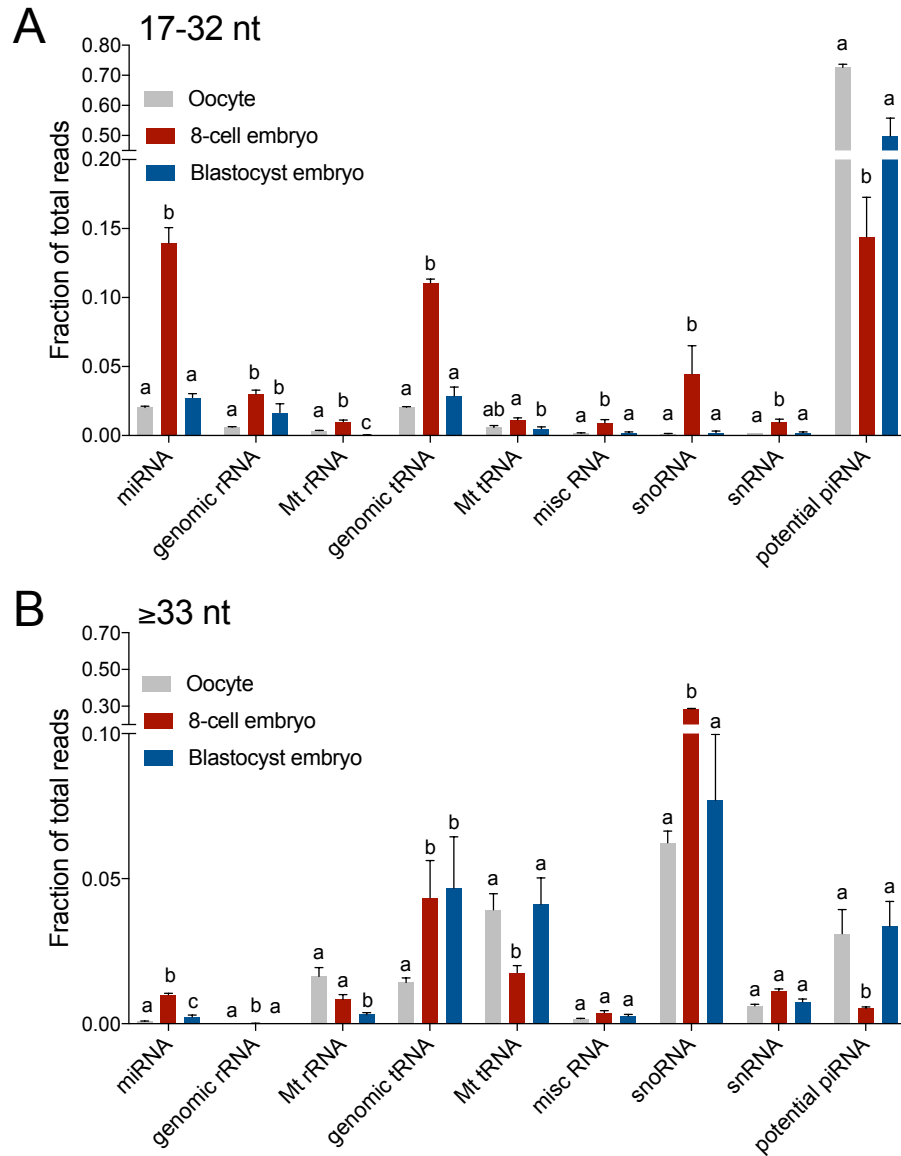 A 17-32 nt
Fraction of total reads
0.80
0.70
0.60
0.50
0.20
0.15
0.10
0.05
0.00
Oocyte
8-cell embryo
Blastocyst embryo
a b a
a b b
a b c
a b a
ab a b
a b a
a b a
a b a
a b a
miRNA
genomic rRNA
Mt rRNA
genomic tRNA
Mt tRNA
misc RNA
snoRNA
snRNA
potential piRNA
B ≥33 nt
Fraction of total reads
0.70
0.50
0.30
0.10
0.05
0.00
Oocyte
8-cell embryo
Blastocyst embryo
a b c
a b a
a a b
a b b
a b a
a a a
a b a
a a a
a b a
miRNA
genomic rRNA
Mt rRNA
genomic tRNA
Mt tRNA
misc RNA
snoRNA
snRNA
potential piRNA